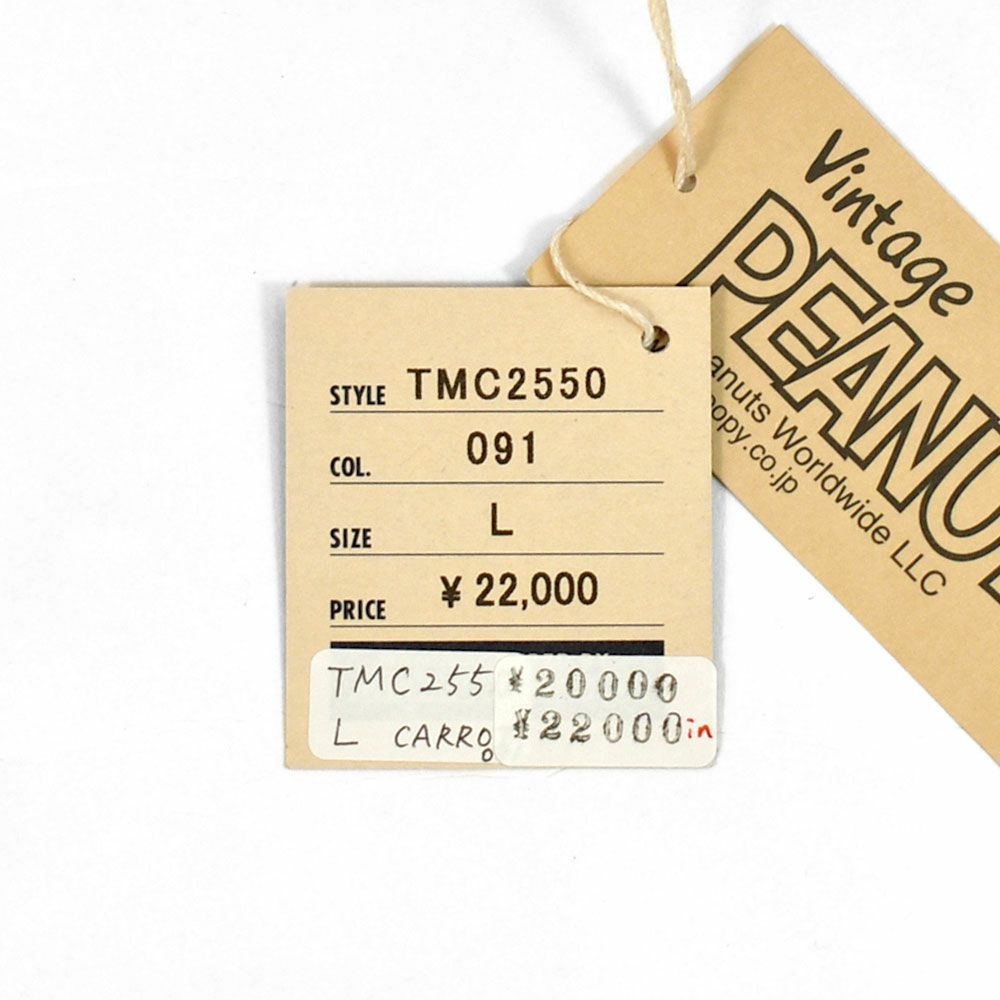 Vintage
PEANU
anuts Worldwide LLC
opy.co.jp
STYLE TMC2550
COL. 091
SIZE L
PRICE ¥ 22,000
TMC255
L CARRO
¥20000
¥22000in